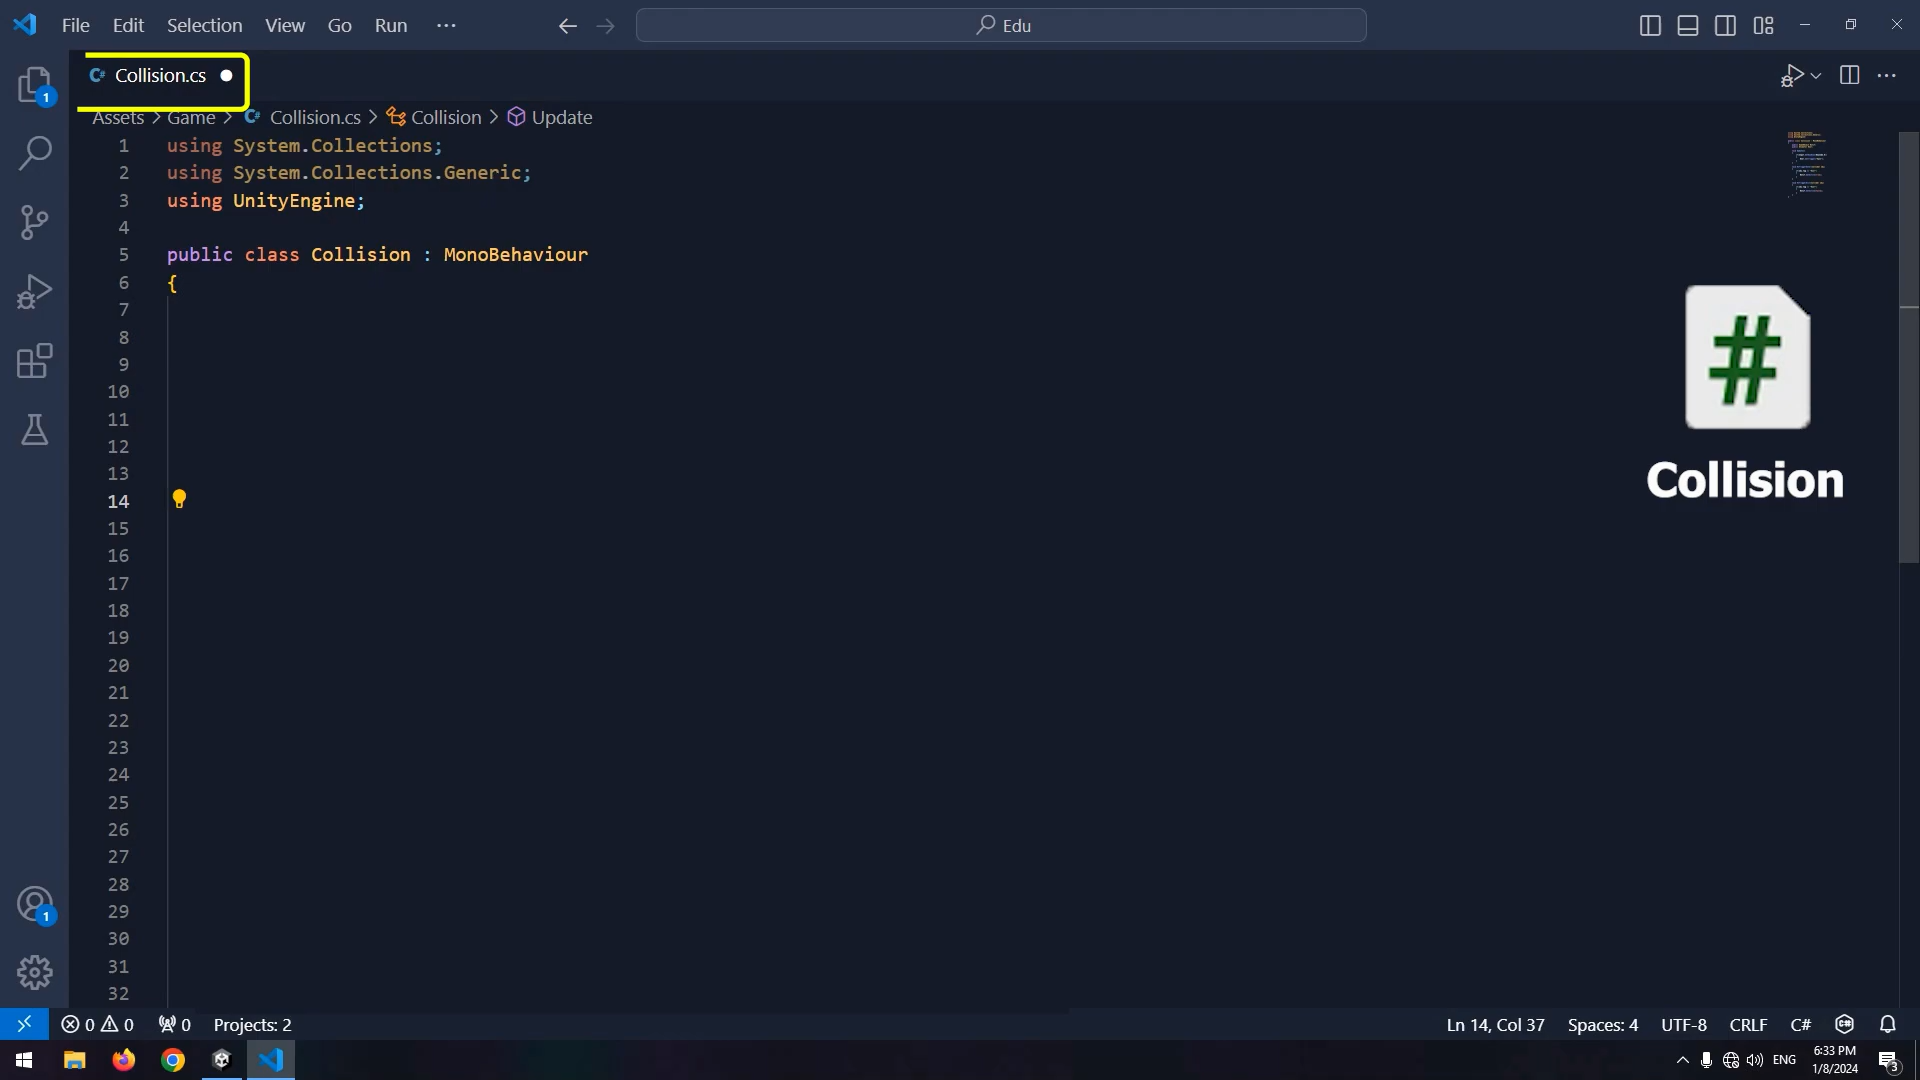 File Edit Selection View Go Run ···
Edu
C# Collision.cs
Assets > Game > C# Collision.cs > Collision > Update
1 using System.Collections;
2 using System.Collections.Generic;
3 using UnityEngine;
4
5 public class Collision : MonoBehaviour
6 {
7
8
9
10
11
12
13
14
15
16
17
18
19
20
21
22
23
24
25
26
27
28
29
30
31
32
1
1
#
Collision
0 0 0 Projects: 2
Ln 14, Col 37 Spaces: 4 UTF-8 CRLF C#
ENG
6:33 PM
1/8/2024
3